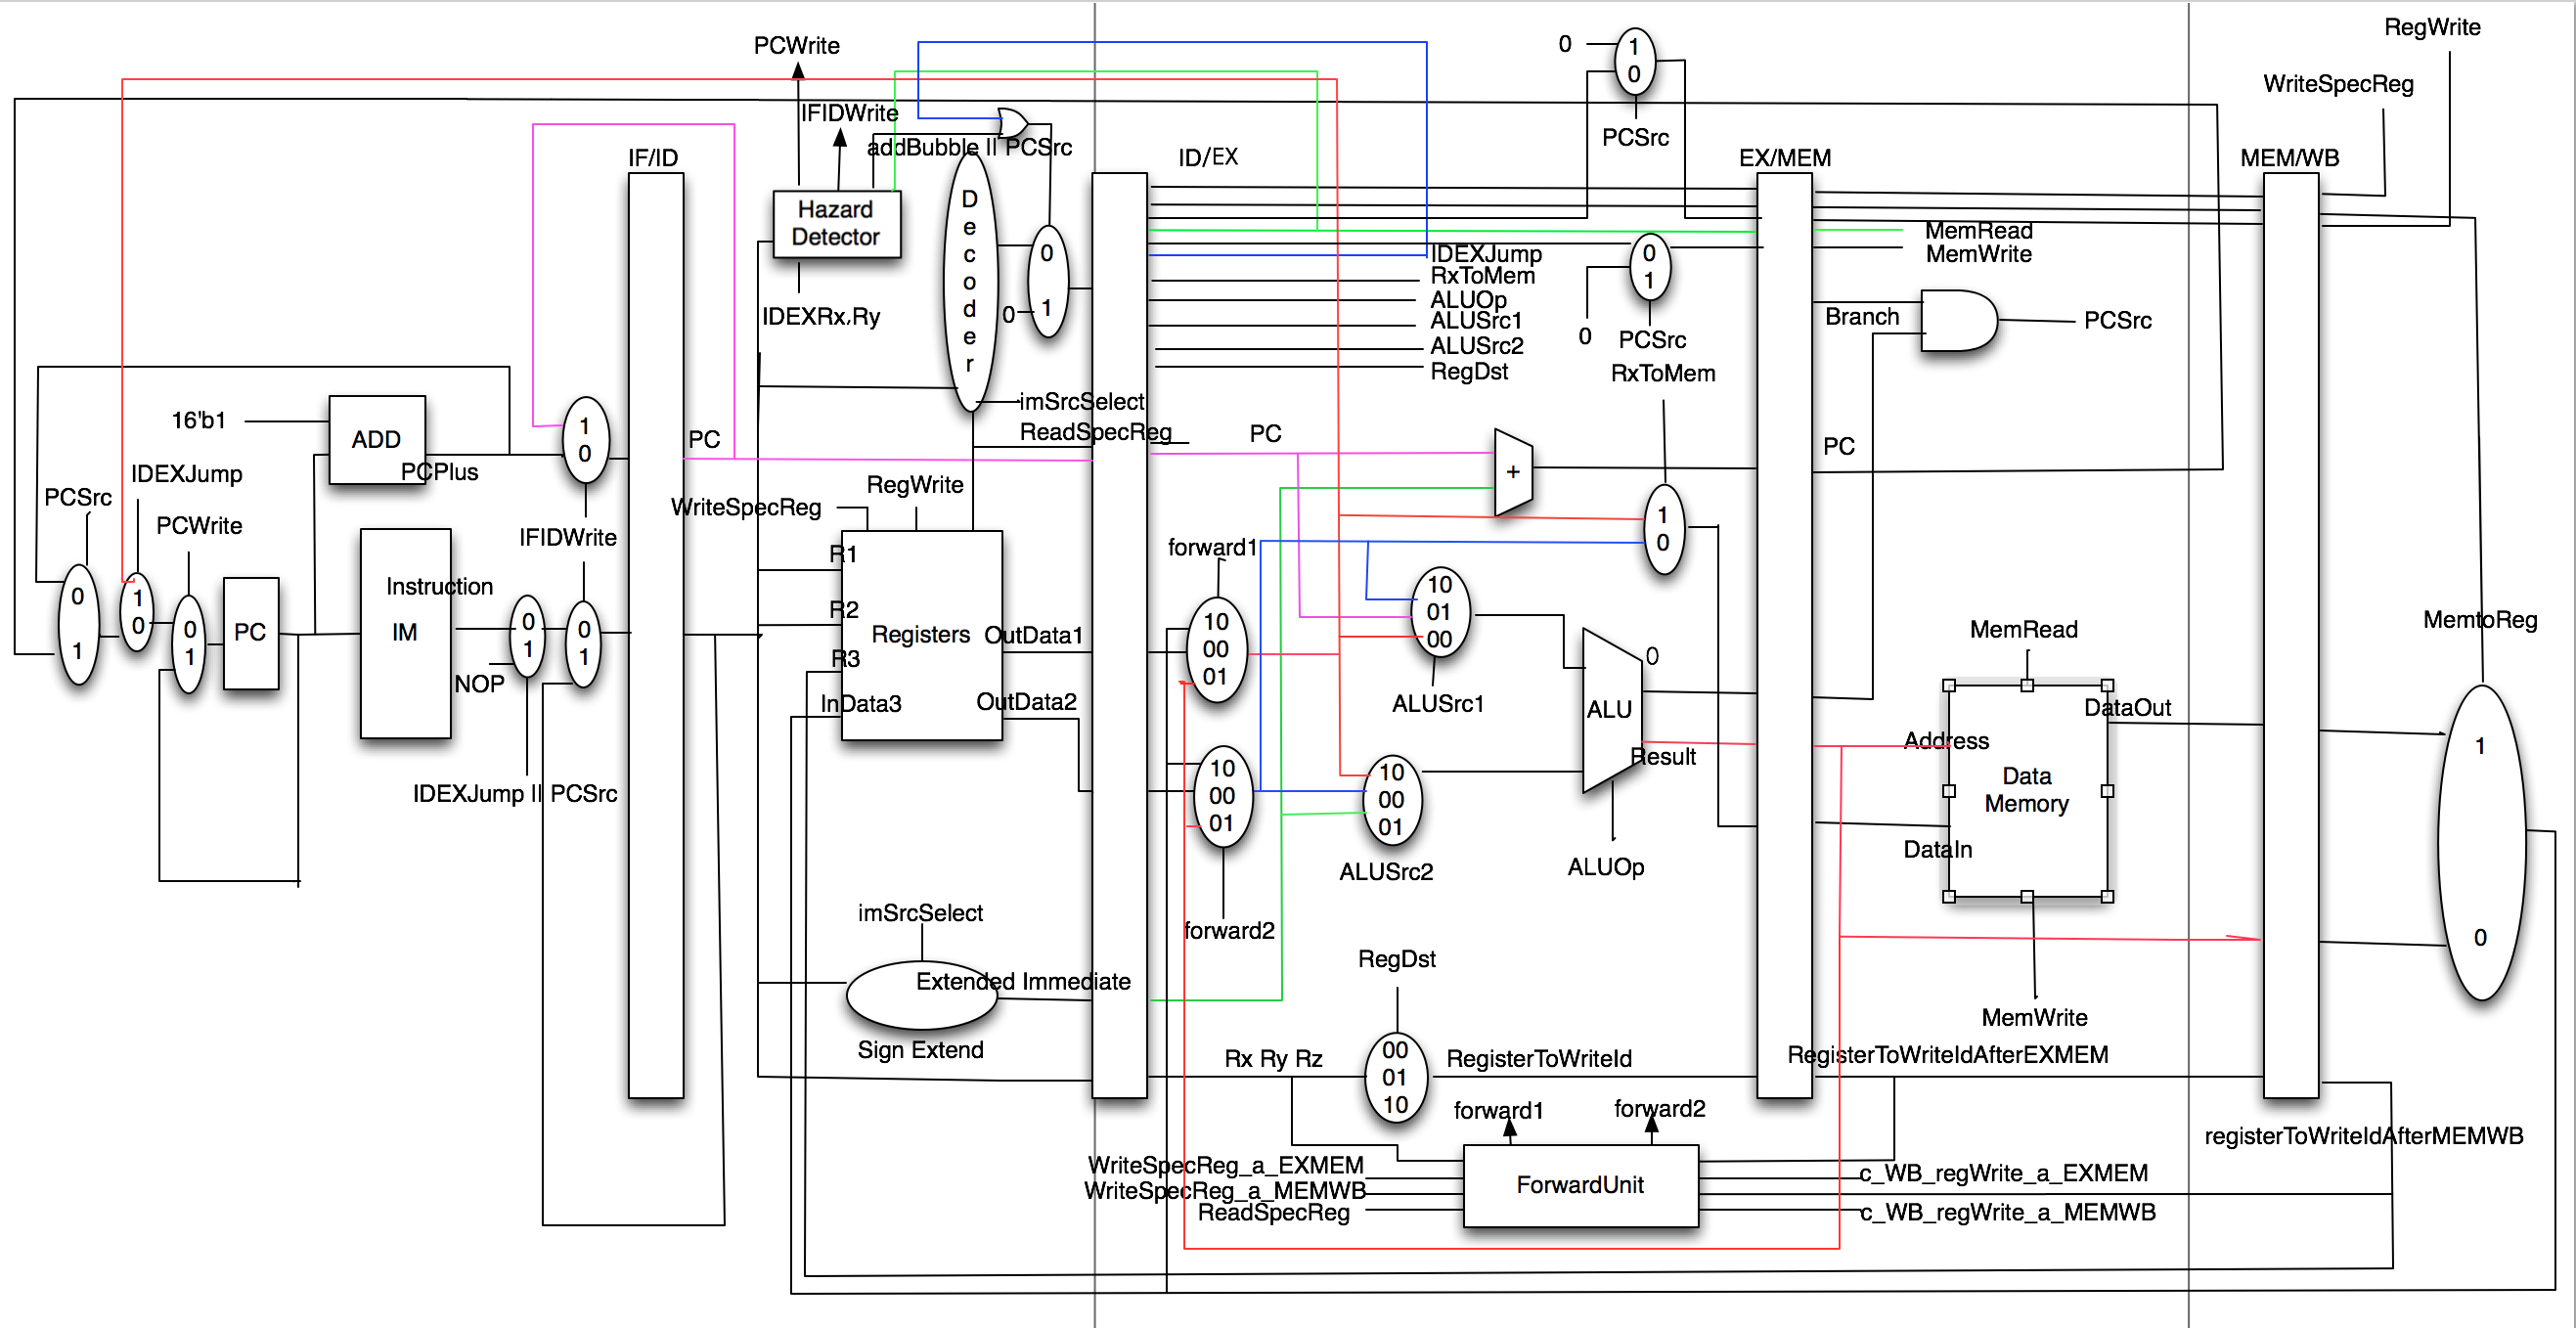 RegWrite
PCWrite
0
1
0
WriteSpecReg
IFIDWrite
PCSrc
addBubble II PCSrc
IF/ID
ID/EX
EX/MEM
MEM/WB
D
e
c
o
d
e
r
Hazard
Detector
0
1
0
IDEXRx,Ry
MemRead
MemWrite
IDEXJump
RxToMem
ALUOp
ALUSrc1
ALUSrc2
RegDst
0
1
0
PCSrc
RxToMem
Branch
PCSrc
imSrcSelect
ReadSpecReg
16'b1
ADD
PCPlus
1
0
PC
PC
PC
+
PCSrc
IDEXJump
PCWrite
IFIDWrite
WriteSpecReg
RegWrite
0
1
1
0
0
1
PC
Instruction
IM
0
1
0
1
NOP
IDEXJump II PCSrc
R1
R2
R3
InData3
Registers
OutData1
OutData2
forward1
10
00
01
10
00
01
forward2
1
0
10
01
00
ALUSrc1
10
00
01
ALUSrc2
ALU
0
Result
ALUOp
MemRead
DataOut
Address
Data
Memory
DataIn
MemWrite
MemtoReg
1
0
imSrcSelect
Extended Immediate
Sign Extend
RegDst
Rx Ry Rz
00
01
10
RegisterToWriteId
RegisterToWriteIdAfterEXMEM
forward1
forward2
registerToWriteIdAfterMEMWB
WriteSpecReg_a_EXMEM
WriteSpecReg_a_MEMWB
ReadSpecReg
ForwardUnit
c_WB_regWrite_a_EXMEM
c_WB_regWrite_a_MEMWB